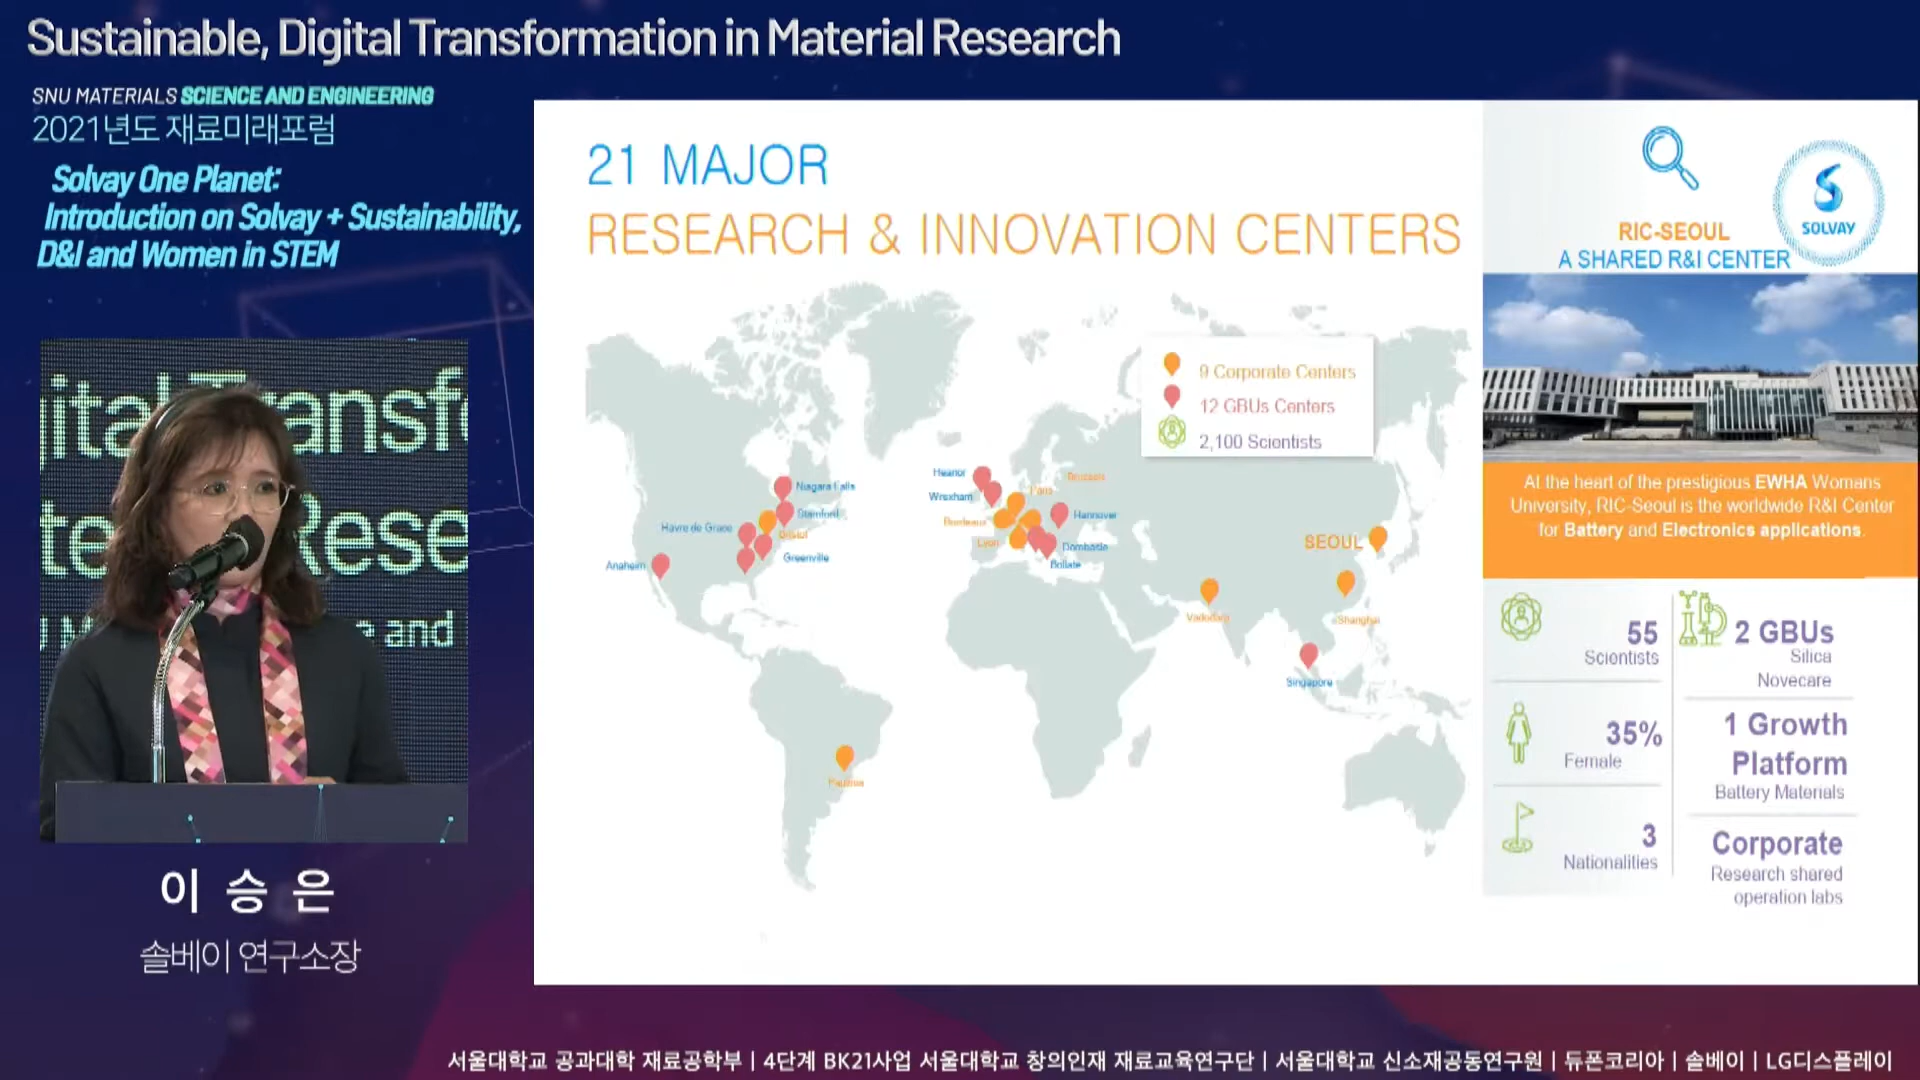 Sustainable, Digital Transformation in Material Research
SNU MATERIALS SCIENCE AND ENGINEERING
2021년도 재료미래포럼
Solvay One Planet:
Introduction on Solvay + Sustainability,
D&I and Women in STEM
이 승 은
솔베이 연구소장
21 MAJOR
RESEARCH & INNOVATION CENTERS
9 Corporate Centers
12 GBUs Centers
2,100 Scientists
Niagara Falls
Stamford
Havre de Grace
Bristol
Greenville
Anaheim
Heanor
Wrexham
Paris
Brussels
Bordeaux
Hannover
Lyon
Dombasle
Bollate
SEOUL
Vadodara
Shanghai
Singapore
RIC-SEOUL
A SHARED R&I CENTER
SOLVAY
At the heart of the prestigious EWHA Womans
University, RIC-Seoul is the worldwide R&I Center
for Battery and Electronics applications.
55
Scientists
35%
Female
3
Nationalities
2 GBUs
Silica
Novecare
1 Growth
Platform
Battery Materials
Corporate
Research shared
operation labs
서울대학교 공과대학 재료공학부 | 4단계 BK21사업 서울대학교 창의인재 재료교육연구단 | 서울대학교 신소재공동연구원 | 듀폰코리아 | 솔베이 | LG디스플레이